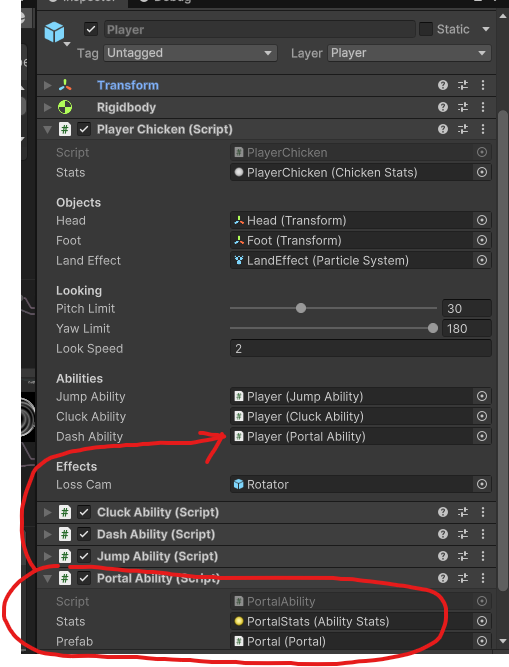 Inspector
Debug
Player
Static
Tag
Untagged
Layer
Player
Transform
Rigidbody
Player Chicken (Script)
Script
PlayerChicken
Stats
PlayerChicken (Chicken Stats)
Objects
Head
Head (Transform)
Foot
Foot (Transform)
Land Effect
LandEffect (Particle System)
Looking
Pitch Limit
30
Yaw Limit
180
Look Speed
2
Abilities
Jump Ability
Player (Jump Ability)
Cluck Ability
Player (Cluck Ability)
Dash Ability
Player (Portal Ability)
Effects
Loss Cam
Rotator
Cluck Ability (Script)
Dash Ability (Script)
Jump Ability (Script)
Portal Ability (Script)
Script
PortalAbility
Stats
PortalStats (Ability Stats)
Prefab
Portal (Portal)